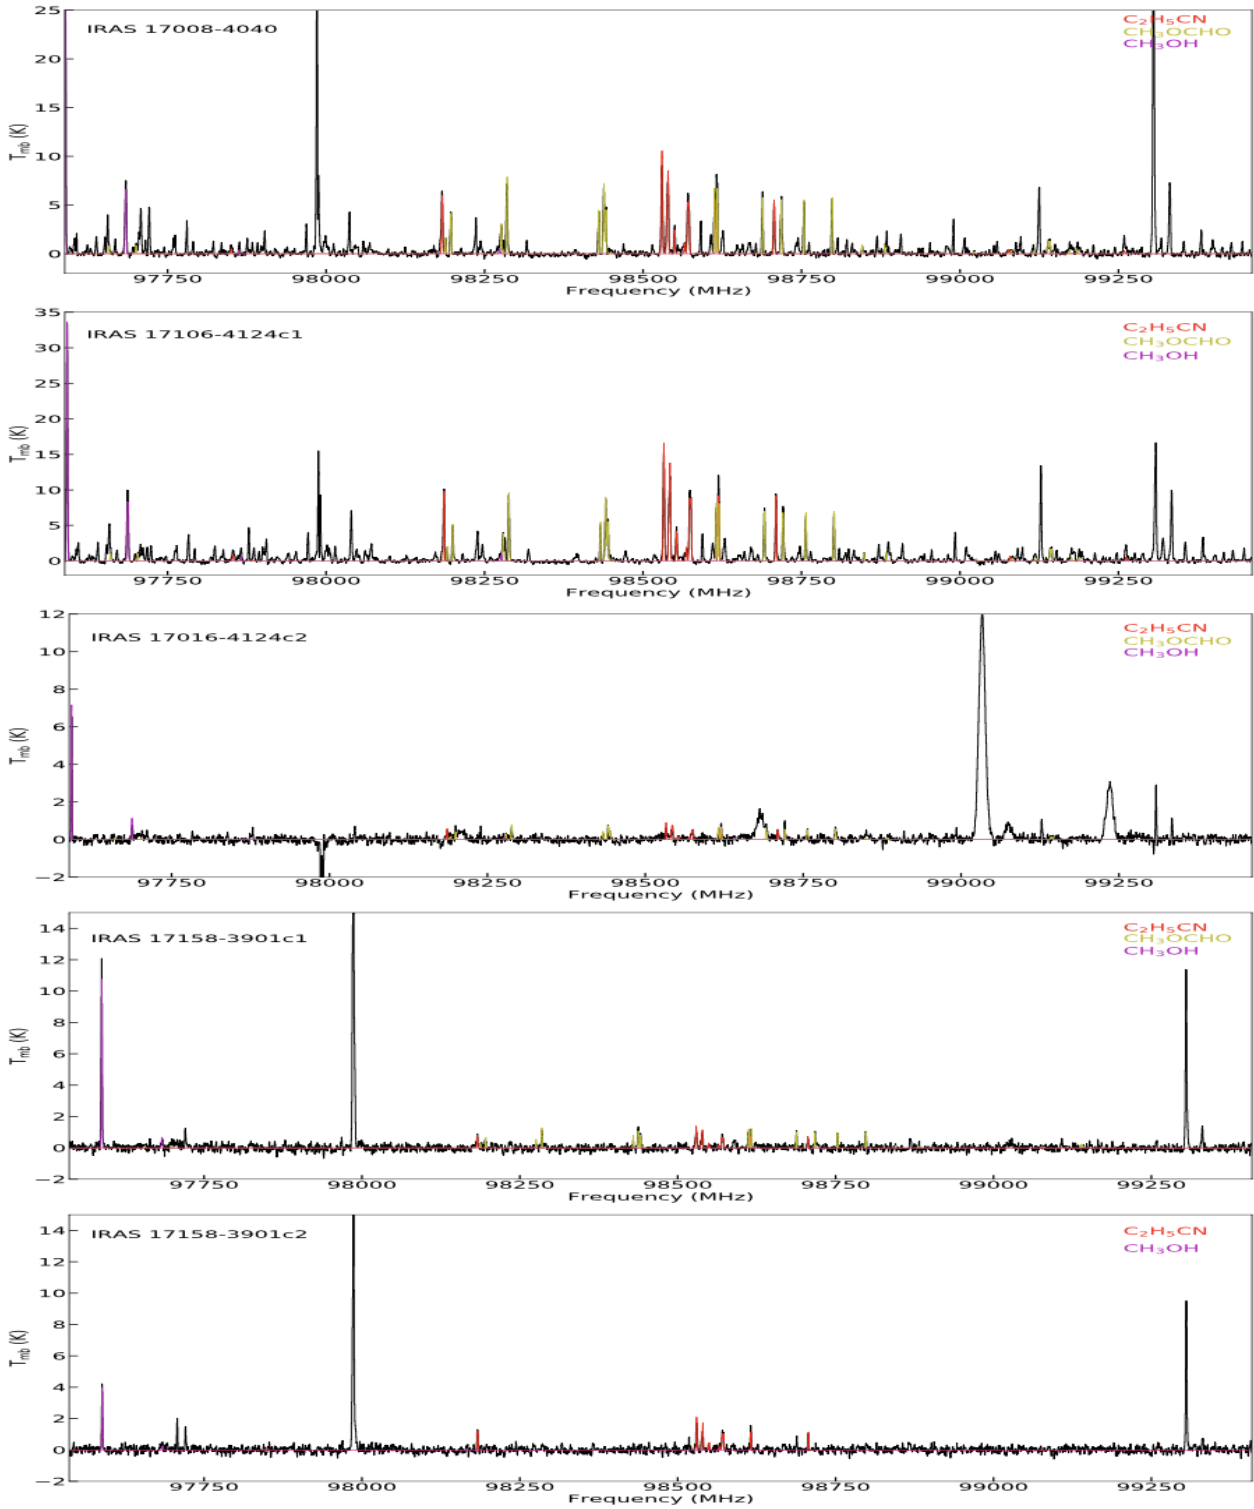 IRAS 17008-4040
C₂H₅CN
CH₃OCHO
CH₃OH
T_mb (K)
25
20
15
10
5
0
97750 98000 98250 98500 98750 99000 99250
Frequency (MHz)
IRAS 17106-4124c1
C₂H₅CN
CH₃OCHO
CH₃OH
T_mb (K)
35
30
25
20
15
10
5
0
97750 98000 98250 98500 98750 99000 99250
Frequency (MHz)
IRAS 17016-4124c2
C₂H₅CN
CH₃OCHO
CH₃OH
T_mb (K)
12
10
8
6
4
2
0
−2
97750 98000 98250 98500 98750 99000 99250
Frequency (MHz)
IRAS 17158-3901c1
C₂H₅CN
CH₃OCHO
CH₃OH
T_mb (K)
14
12
10
8
6
4
2
0
−2
97750 98000 98250 98500 98750 99000 99250
Frequency (MHz)
IRAS 17158-3901c2
C₂H₅CN
CH₃OH
T_mb (K)
14
12
10
8
6
4
2
0
−2
97750 98000 98250 98500 98750 99000 99250
Frequency (MHz)